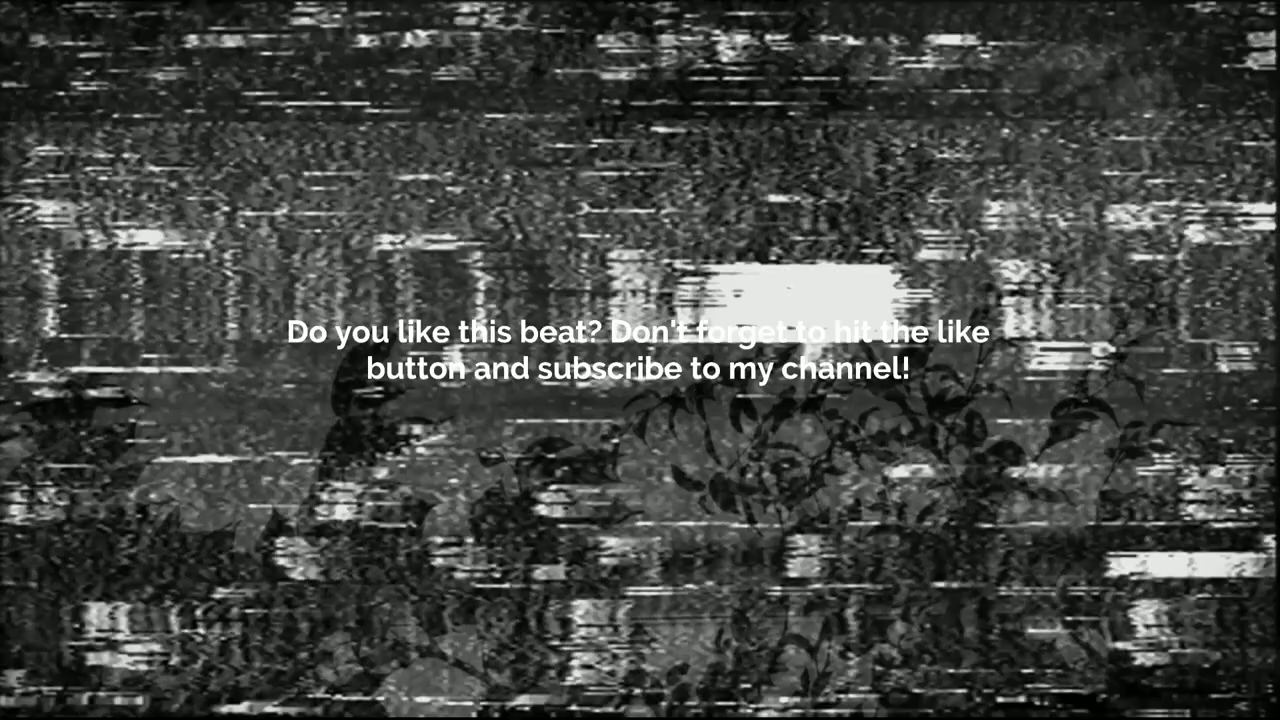 Do you like this beat? Don't forget to hit the like
button and subscribe to my channel!